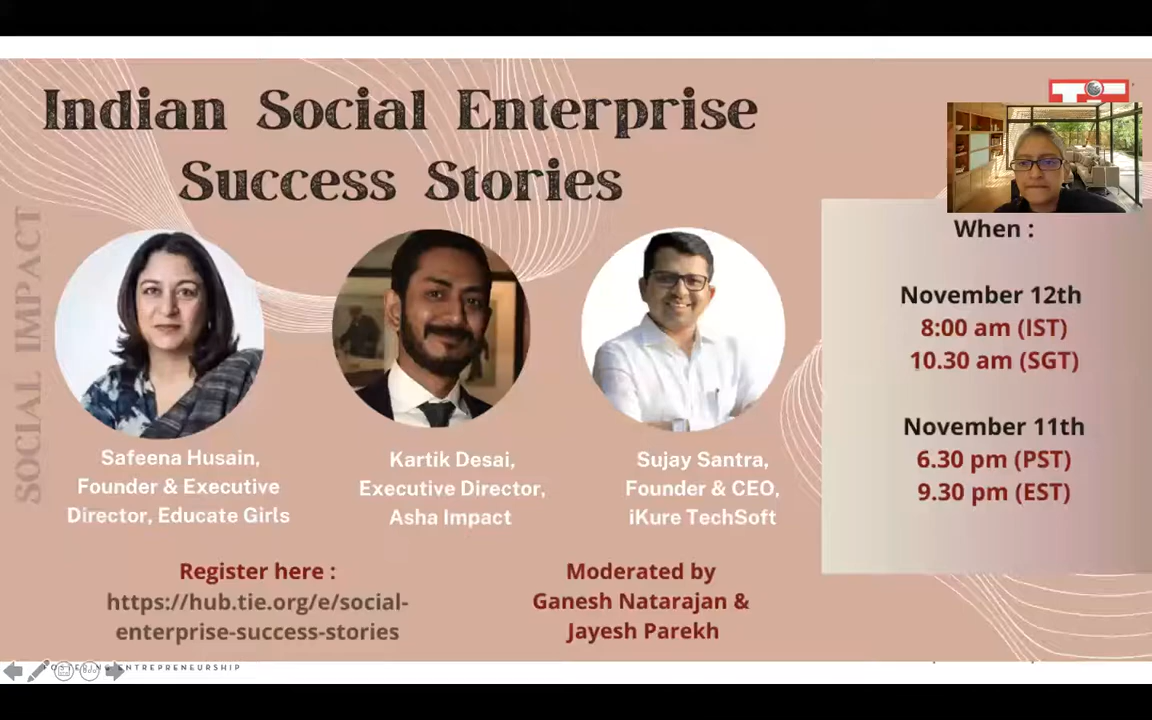 Indian Social Enterprise
Success Stories
SOCIAL IMPACT
When :
November 12th
8:00 am (IST)
10.30 am (SGT)
November 11th
6.30 pm (PST)
9.30 pm (EST)
Safeena Husain,
Founder & Executive
Director, Educate Girls
Kartik Desai,
Executive Director,
Asha Impact
Sujay Santra,
Founder & CEO,
iKure TechSoft
Register here :
https://hub.tie.org/e/social-
enterprise-success-stories
Moderated by
Ganesh Natarajan &
Jayesh Parekh
ENTREPRENEURSHIP